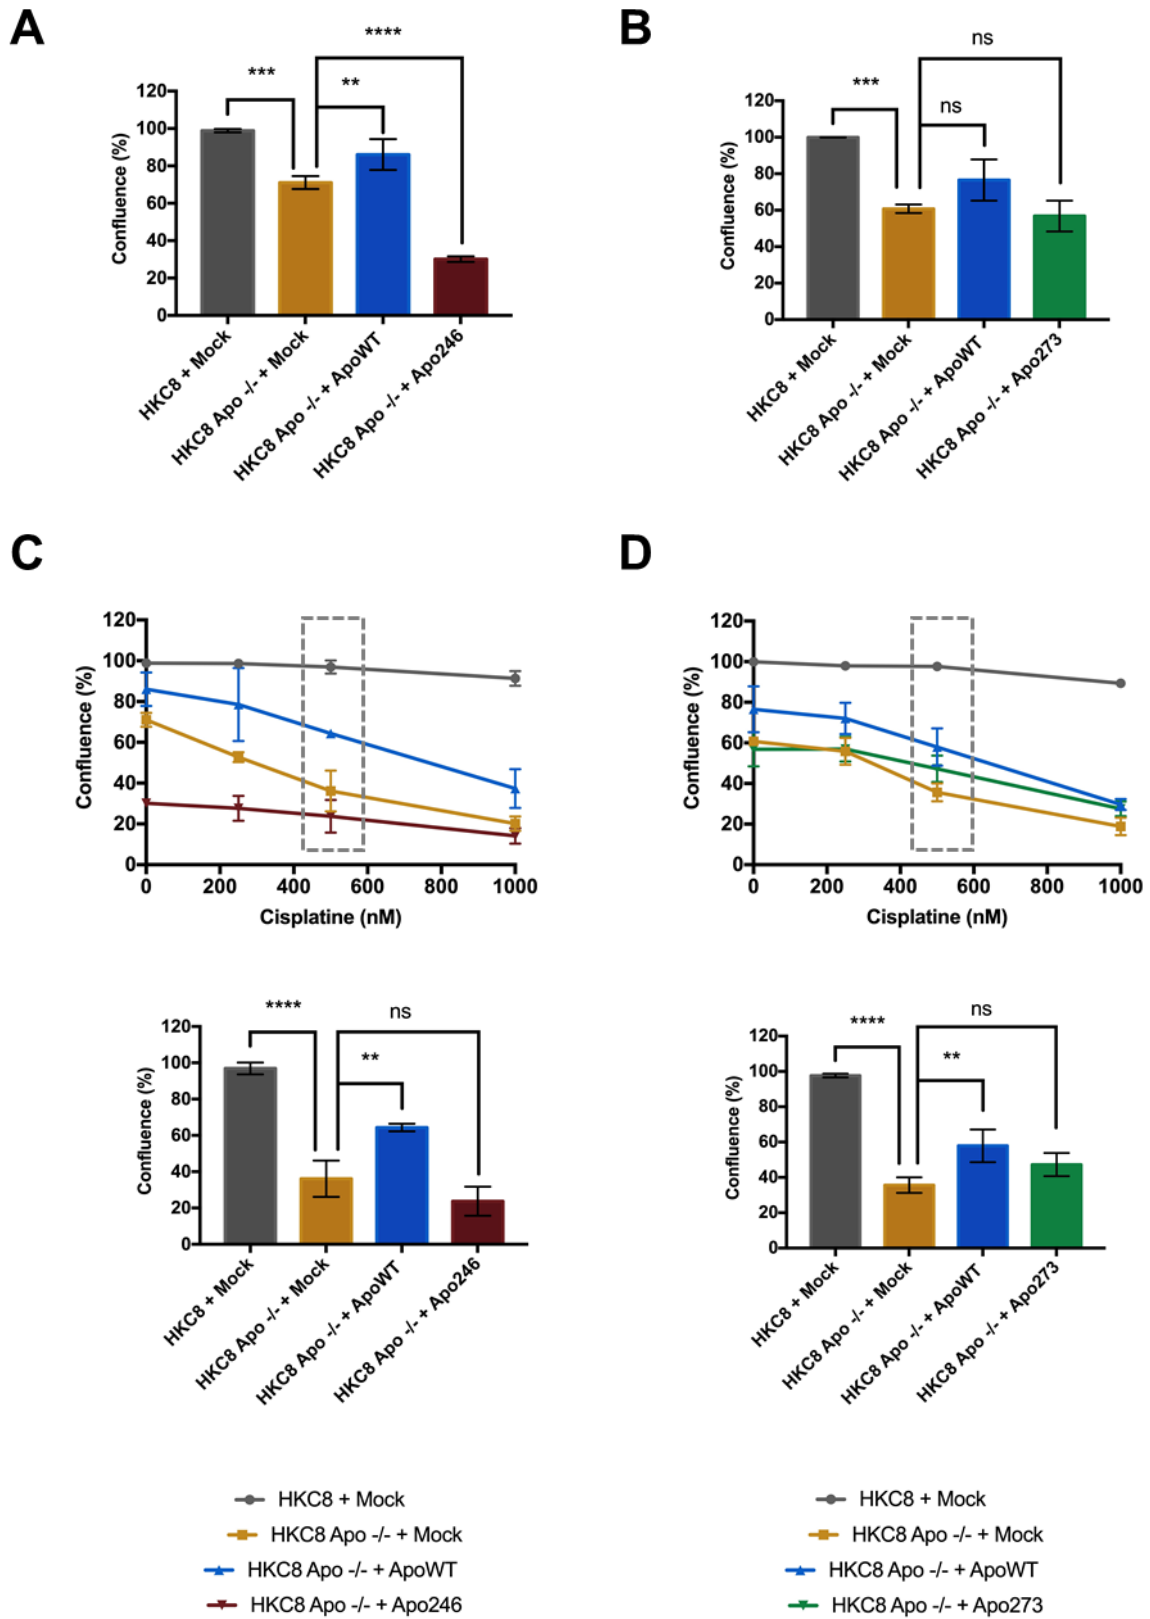 A
****
***
**
120
100
80
60
40
20
0
Confluence (%)
HKC8 + Mock
HKC8 Apo -/- + Mock
HKC8 Apo -/- + ApoWT
HKC8 Apo -/- + Apo246
B
ns
***
ns
120
100
80
60
40
20
0
Confluence (%)
HKC8 + Mock
HKC8 Apo -/- + Mock
HKC8 Apo -/- + ApoWT
HKC8 Apo -/- + Apo273
C
120
100
80
60
40
20
0
Confluence (%)
0 200 400 600 800 1000
Cisplatine (nM)
D
120
100
80
60
40
20
0
Confluence (%)
0 200 400 600 800 1000
Cisplatine (nM)
****
ns
**
120
100
80
60
40
20
0
Confluence (%)
HKC8 + Mock
HKC8 Apo -/- + Mock
HKC8 Apo -/- + ApoWT
HKC8 Apo -/- + Apo246
ns
****
**
120
100
80
60
40
20
0
Confluence (%)
HKC8 + Mock
HKC8 Apo -/- + Mock
HKC8 Apo -/- + ApoWT
HKC8 Apo -/- + Apo273
HKC8 + Mock
HKC8 Apo -/- + Mock
HKC8 Apo -/- + ApoWT
HKC8 Apo -/- + Apo246
HKC8 + Mock
HKC8 Apo -/- + Mock
HKC8 Apo -/- + ApoWT
HKC8 Apo -/- + Apo273